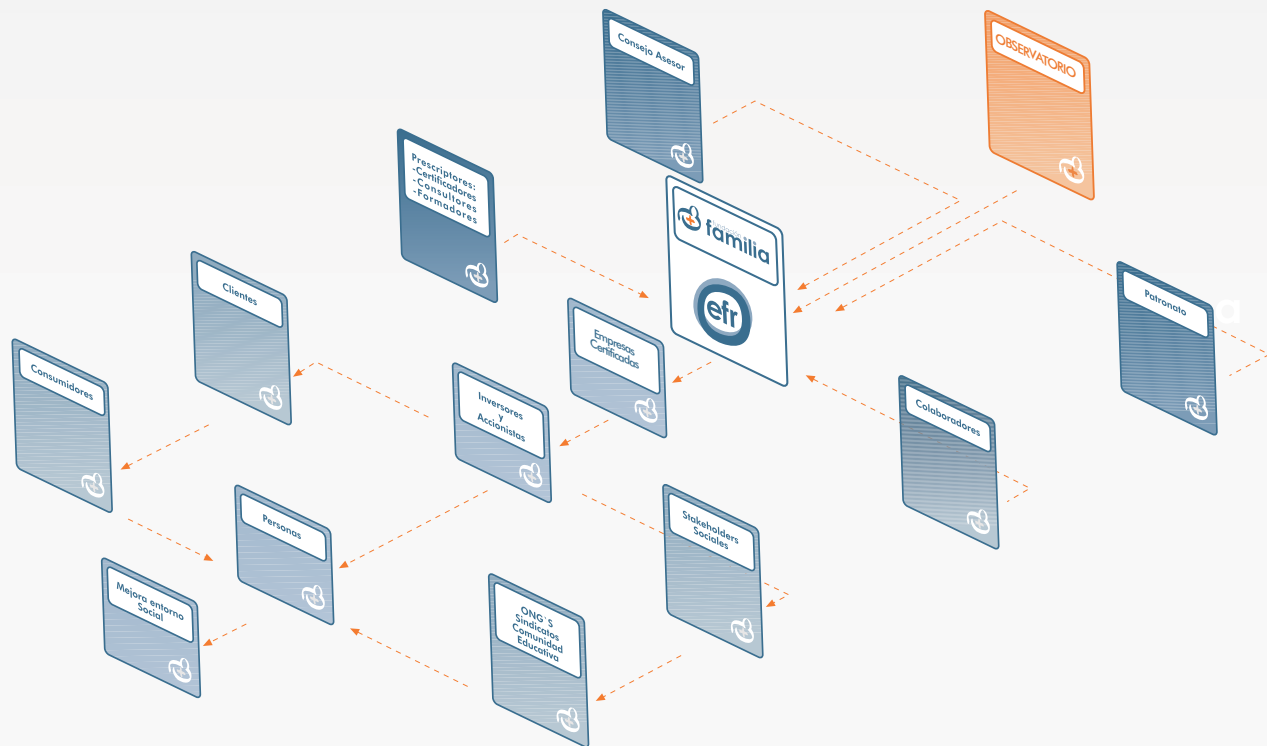 Consejo Asesor
OBSERVATORIO
Prescriptores:
-Certificadores
-Consultores
-Formadores
familia
efr
Clientes
Patronato
a
Empresas
Certificadas
Consumidores
Inversores
y
Accionistas
Colaboradores
Personas
Stakeholders
Sociales
Mejora entorno
Social
ONG´S
Sindicatos
Comunidad
Educativa